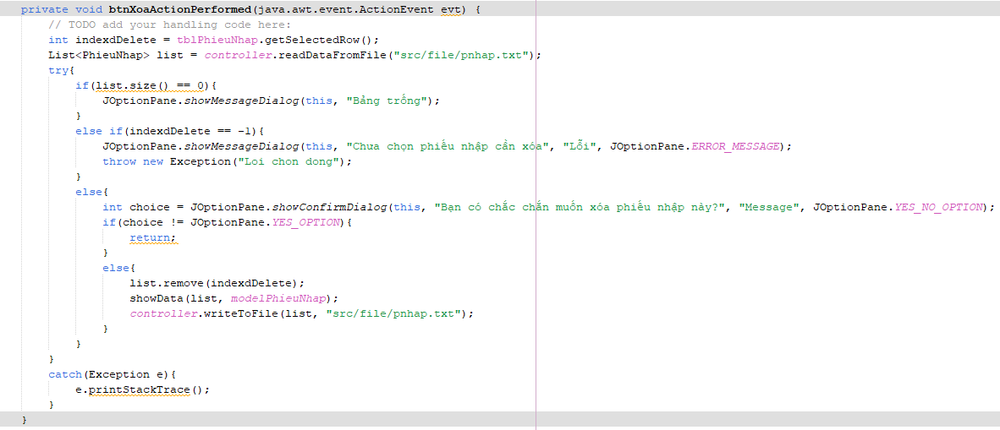 private void btnXoaActionPerformed(java.awt.event.ActionEvent evt) {
    // TODO add your handling code here:
    int indexdDelete = tblPhieuNhap.getSelectedRow();
    List<PhieuNhap> list = controller.readDataFromFile("src/file/pnhap.txt");
    try{
        if(list.size() == 0){
            JOptionPane.showMessageDialog(this, "Bảng trống");
        }
        else if(indexdDelete == -1){
            JOptionPane.showMessageDialog(this, "Chưa chọn phiếu nhập cần xóa", "Lỗi", JOptionPane.ERROR_MESSAGE);
            throw new Exception("Loi chon dong");
        }
        else{
            int choice = JOptionPane.showConfirmDialog(this, "Bạn có chắc chắn muốn xóa phiếu nhập này?", "Message", JOptionPane.YES_NO_OPTION);
            if(choice != JOptionPane.YES_OPTION){
                return;
            }
            else{
                list.remove(indexdDelete);
                showData(list, modelPhieuNhap);
                controller.writeToFile(list, "src/file/pnhap.txt");
            }
        }
    }
    catch(Exception e){
        e.printStackTrace();
    }
}